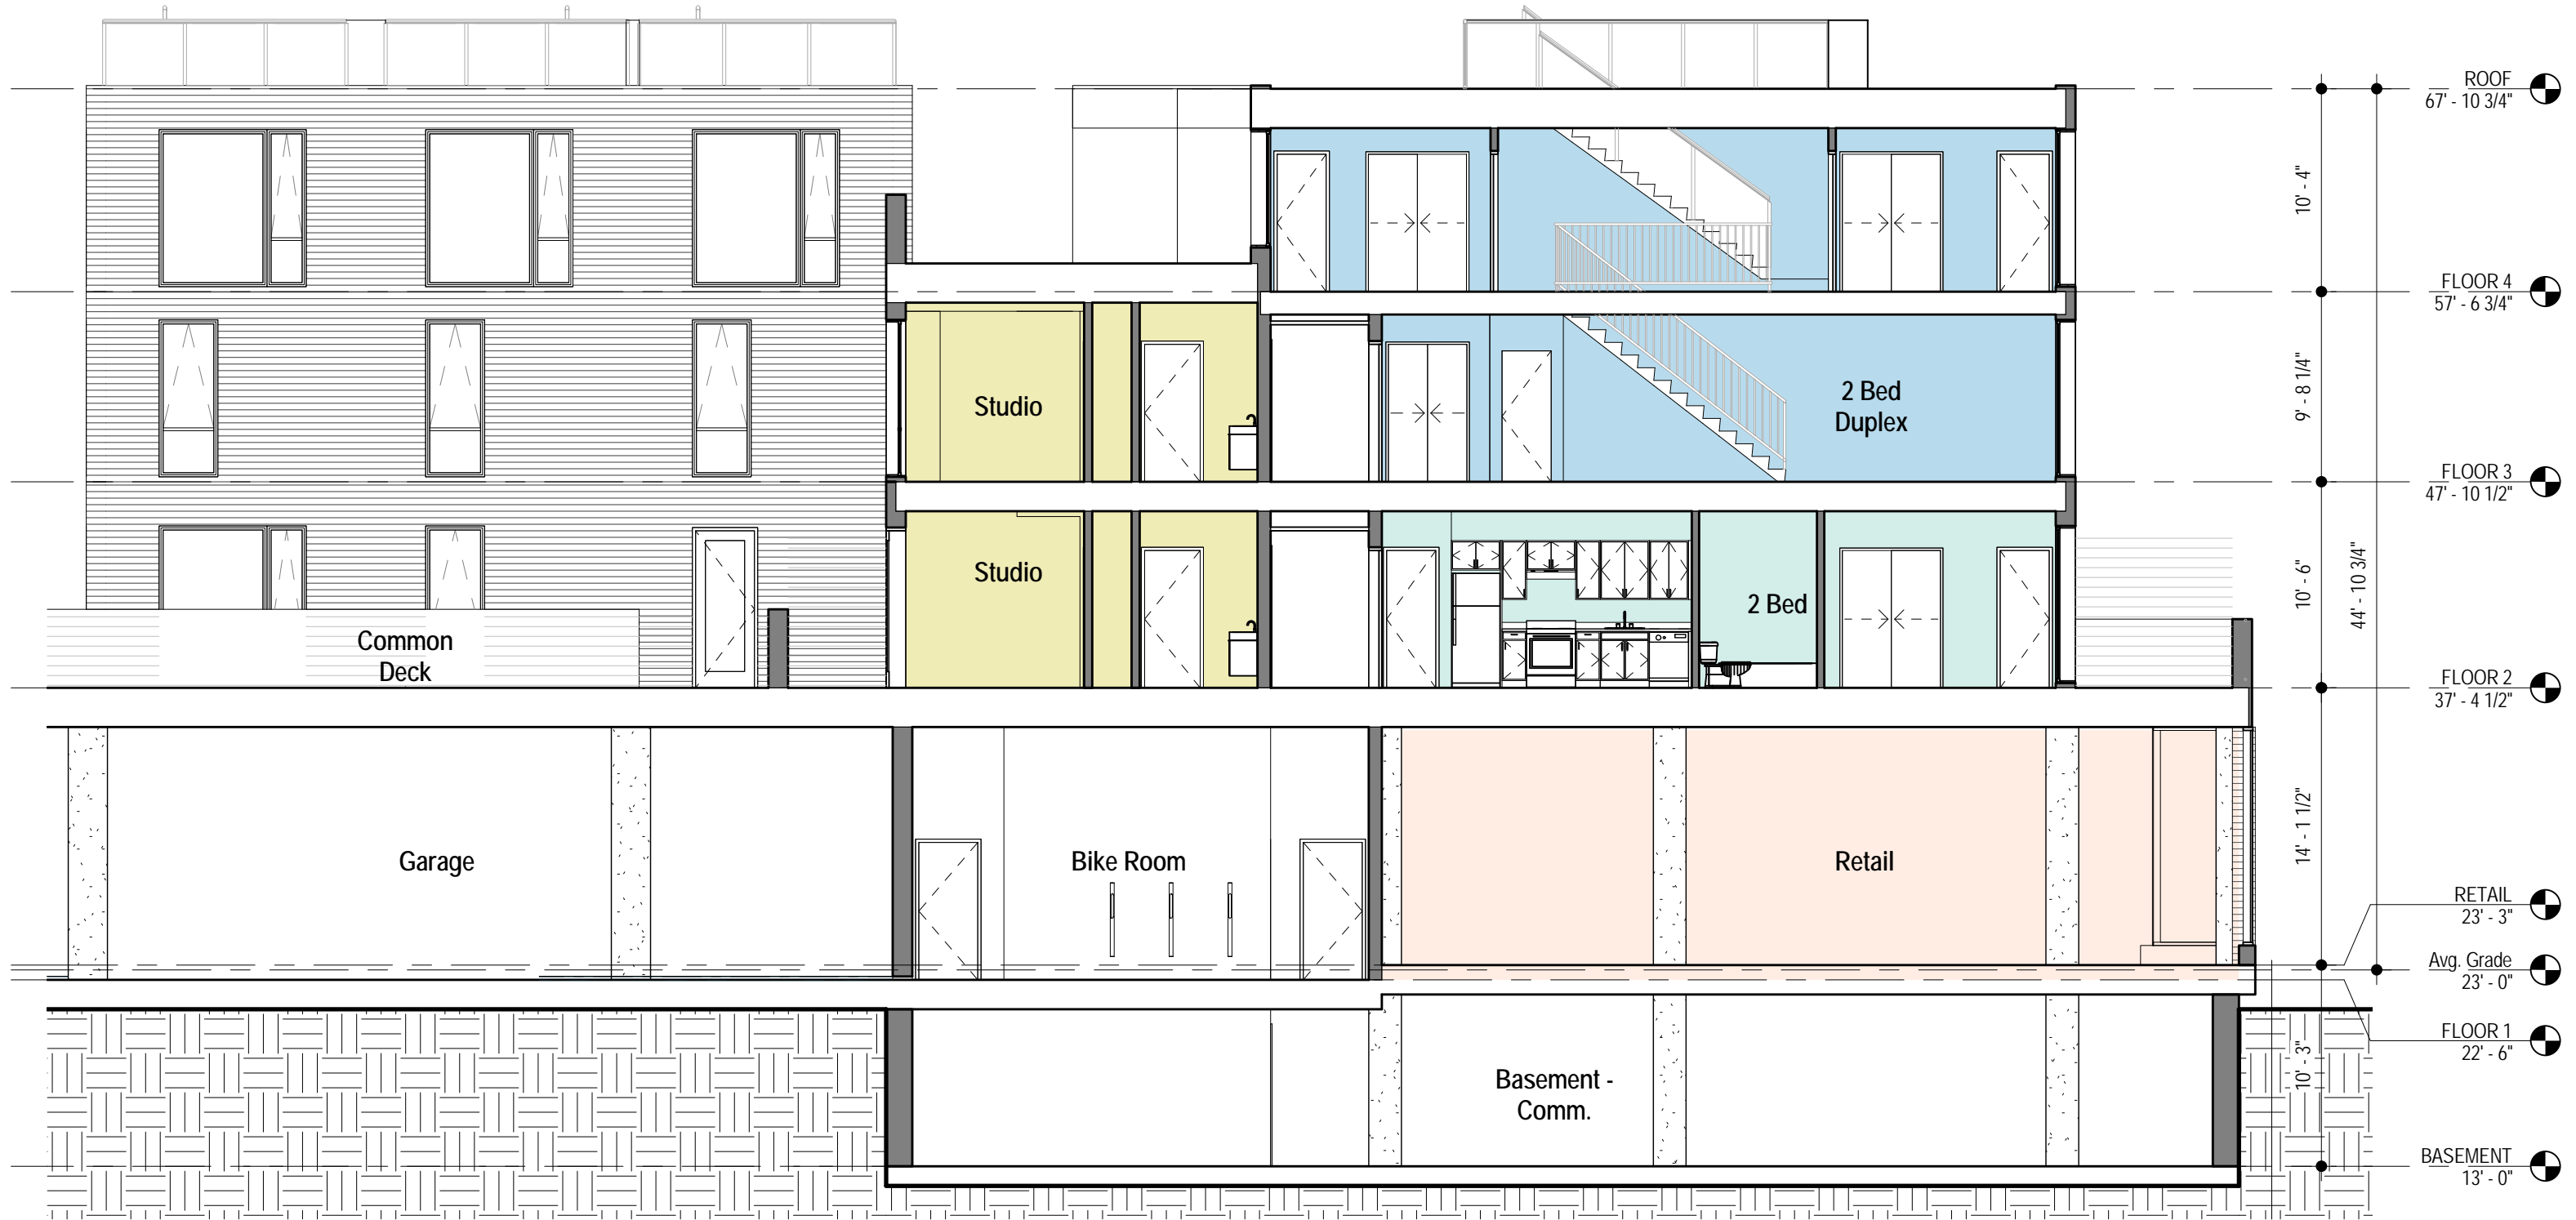 ROOF
67' - 10 3/4"
10' - 4"
FLOOR 4
57' - 6 3/4"
Studio
2 Bed
Duplex
9' - 8 1/4"
FLOOR 3
47' - 10 1/2"
Studio
2 Bed
10' - 6"
44' - 10 3/4"
Common
Deck
FLOOR 2
37' - 4 1/2"
Garage
Bike Room
Retail
14' - 1 1/2"
RETAIL
23' - 3"
Avg. Grade
23' - 0"
FLOOR 1
22' - 6"
10' - 3"
Basement -
Comm.
BASEMENT
13' - 0"